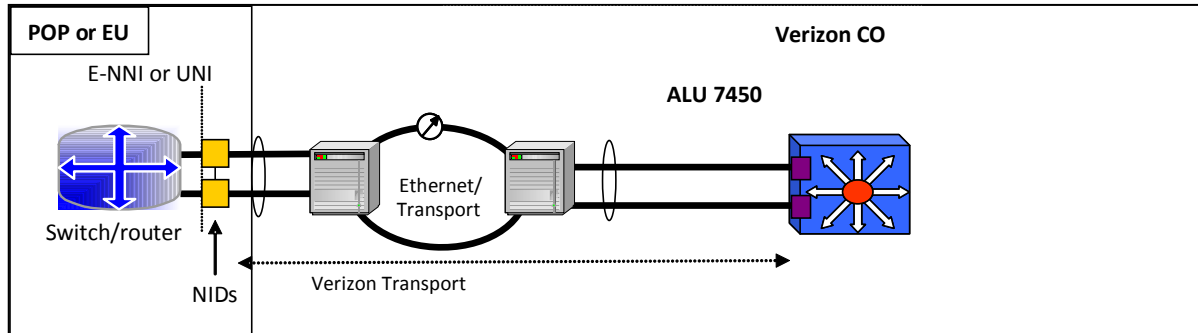 POP or EU
Verizon CO
E-NNI or UNI
ALU 7450
Ethernet/
Transport
Switch/router
Verizon Transport
NIDs